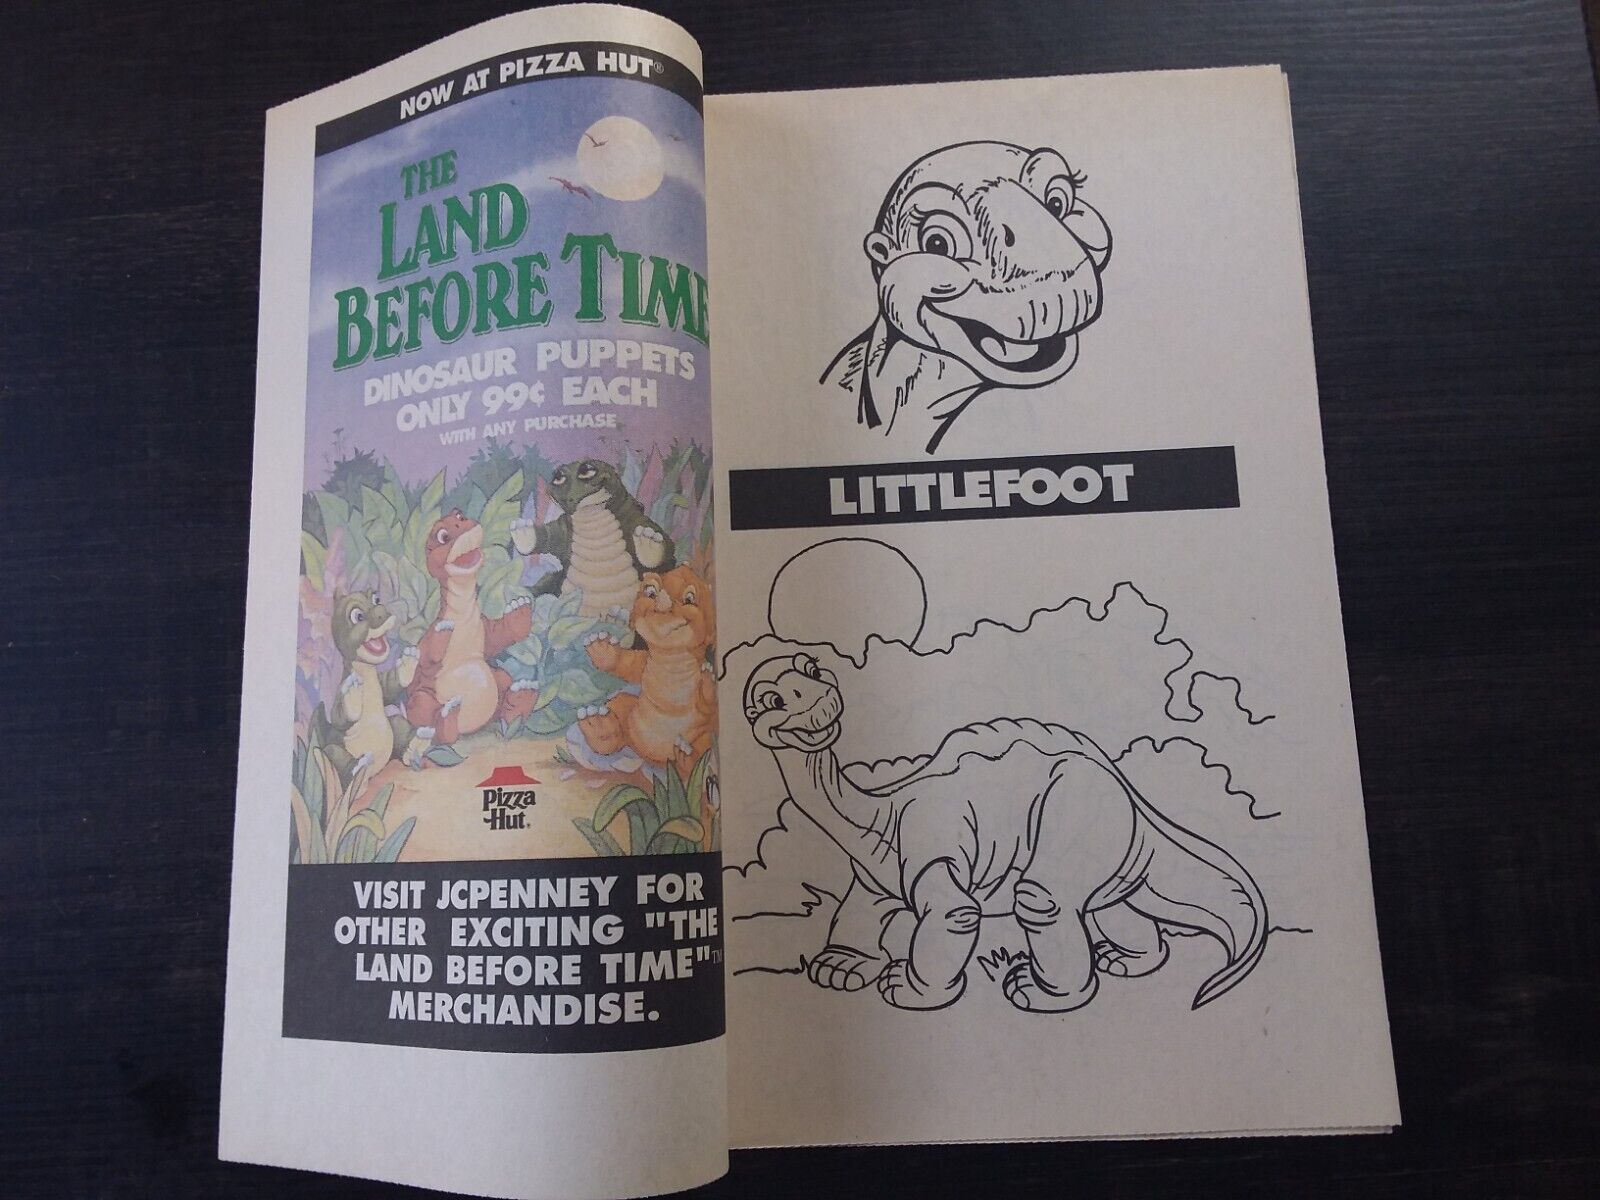 NOW AT PIZZA HUT®
THE
LAND
BEFORE TIME
DINOSAUR PUPPETS
ONLY 99¢ EACH
WITH ANY PURCHASE
Pizza
Hut®
VISIT JCPENNEY FOR
OTHER EXCITING "THE
LAND BEFORE TIME"™
MERCHANDISE.
LITTLEFOOT